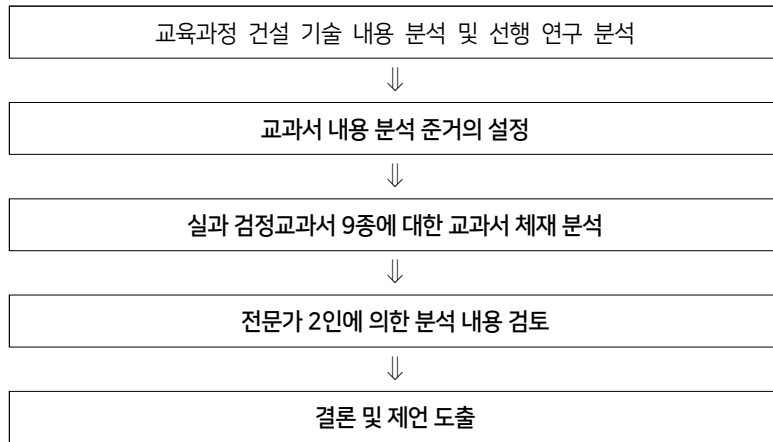 교육과정 건설 기술 내용 분석 및 선행 연구 분석
⇓
교과서 내용 분석 준거의 설정
⇓
실과 검정교과서 9종에 대한 교과서 체재 분석
⇓
전문가 2인에 의한 분석 내용 검토
⇓
결론 및 제언 도출